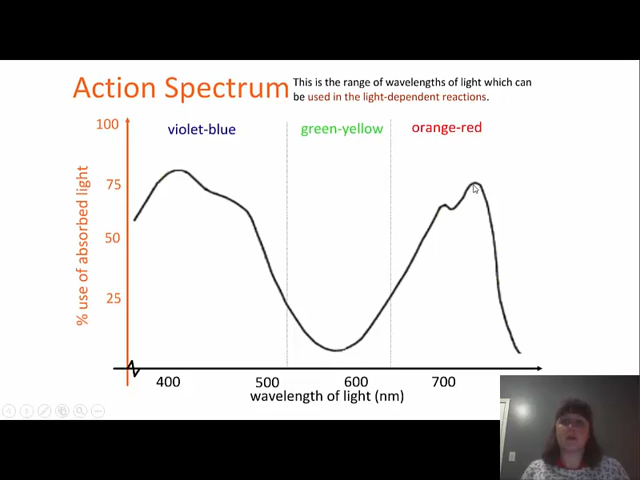 Action Spectrum
This is the range of wavelengths of light which can
be used in the light-dependent reactions.
violet-blue
green-yellow
orange-red
% use of absorbed light
100
75
50
25
400
500
600
700
wavelength of light (nm)